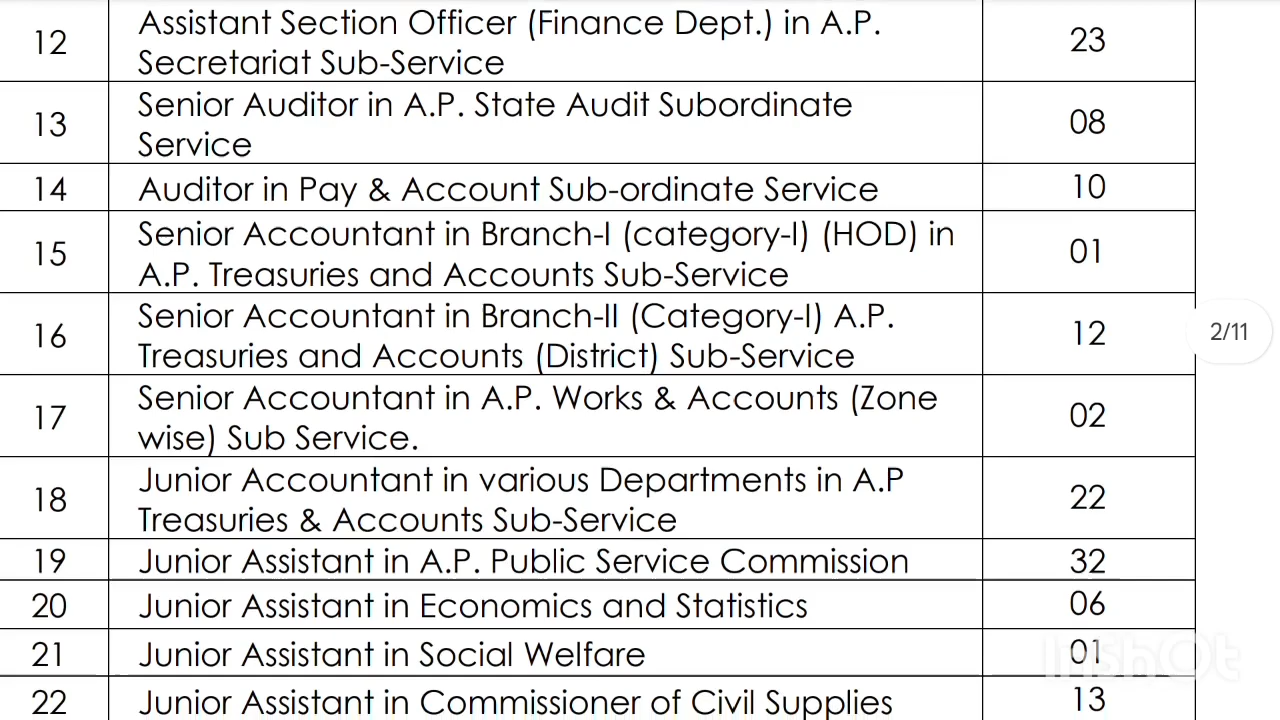 12 Assistant Section Officer (Finance Dept.) in A.P. 23
Secretariat Sub-Service
13 Senior Auditor in A.P. State Audit Subordinate 08
Service
14 Auditor in Pay & Account Sub-ordinate Service 10
15 Senior Accountant in Branch-I (category-I) (HOD) in 01
A.P. Treasuries and Accounts Sub-Service
16 Senior Accountant in Branch-II (Category-I) A.P. 12
Treasuries and Accounts (District) Sub-Service
2/11
17 Senior Accountant in A.P. Works & Accounts (Zone 02
wise) Sub Service.
18 Junior Accountant in various Departments in A.P 22
Treasuries & Accounts Sub-Service
19 Junior Assistant in A.P. Public Service Commission 32
20 Junior Assistant in Economics and Statistics 06
21 Junior Assistant in Social Welfare 01
InshOt
22 Junior Assistant in Commissioner of Civil Supplies 13